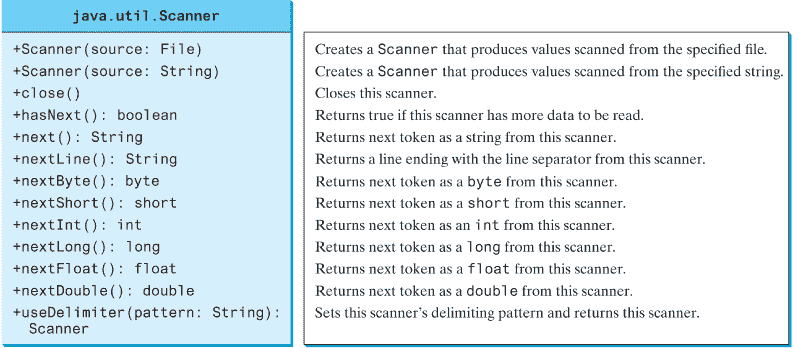 java.util.Scanner
+Scanner(source: File) Creates a Scanner that produces values scanned from the specified file.
+Scanner(source: String) Creates a Scanner that produces values scanned from the specified string.
+close() Closes this scanner.
+hasNext(): boolean Returns true if this scanner has more data to be read.
+next(): String Returns next token as a string from this scanner.
+nextLine(): String Returns a line ending with the line separator from this scanner.
+nextByte(): byte Returns next token as a byte from this scanner.
+nextShort(): short Returns next token as a short from this scanner.
+nextInt(): int Returns next token as an int from this scanner.
+nextLong(): long Returns next token as a long from this scanner.
+nextFloat(): float Returns next token as a float from this scanner.
+nextDouble(): double Returns next token as a double from this scanner.
+useDelimiter(pattern: String): Sets this scanner’s delimiting pattern and returns this scanner.
Scanner